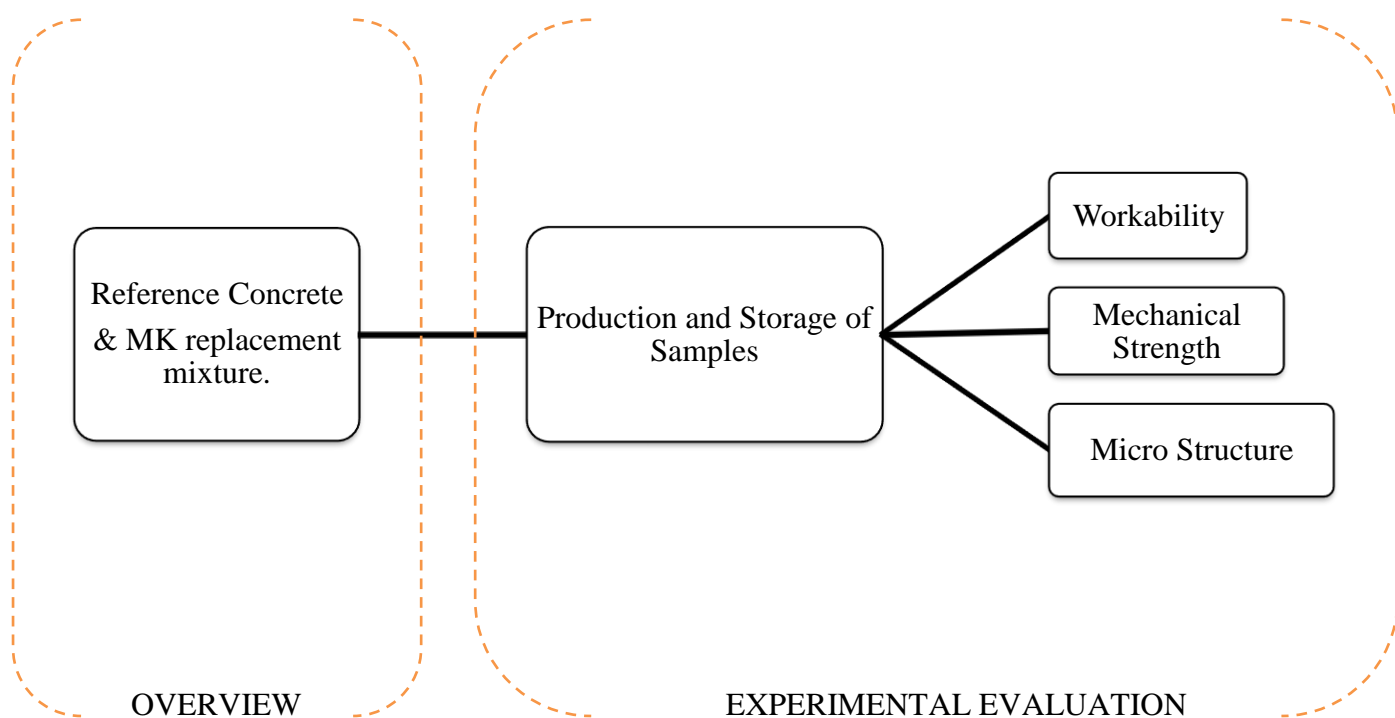 Reference Concrete
& MK replacement
mixture.
Production and Storage of
Samples
Workability
Mechanical
Strength
Micro Structure
OVERVIEW
EXPERIMENTAL EVALUATION